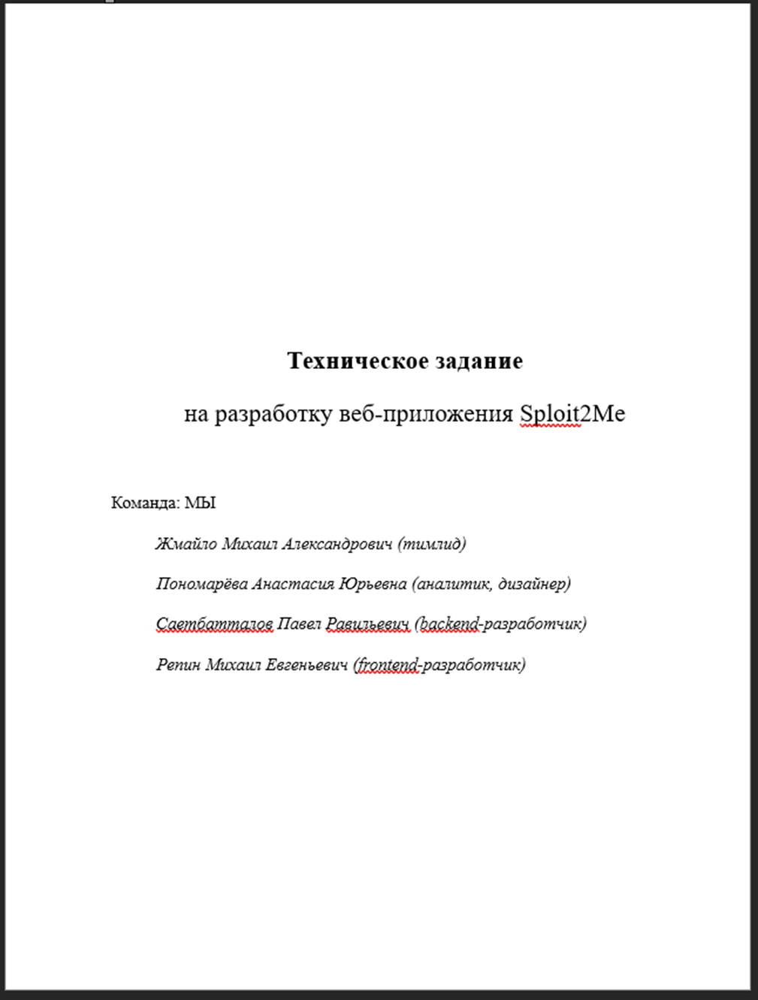 Техническое задание
на разработку веб-приложения Sploit2Me
Команда: МЫ
Жмайло Михаил Александрович (тимлид)
Пономарёва Анастасия Юрьевна (аналитик, дизайнер)
Саетбатталов Павел Равильевич (backend-разработчик)
Репин Михаил Евгеньевич (frontend-разработчик)